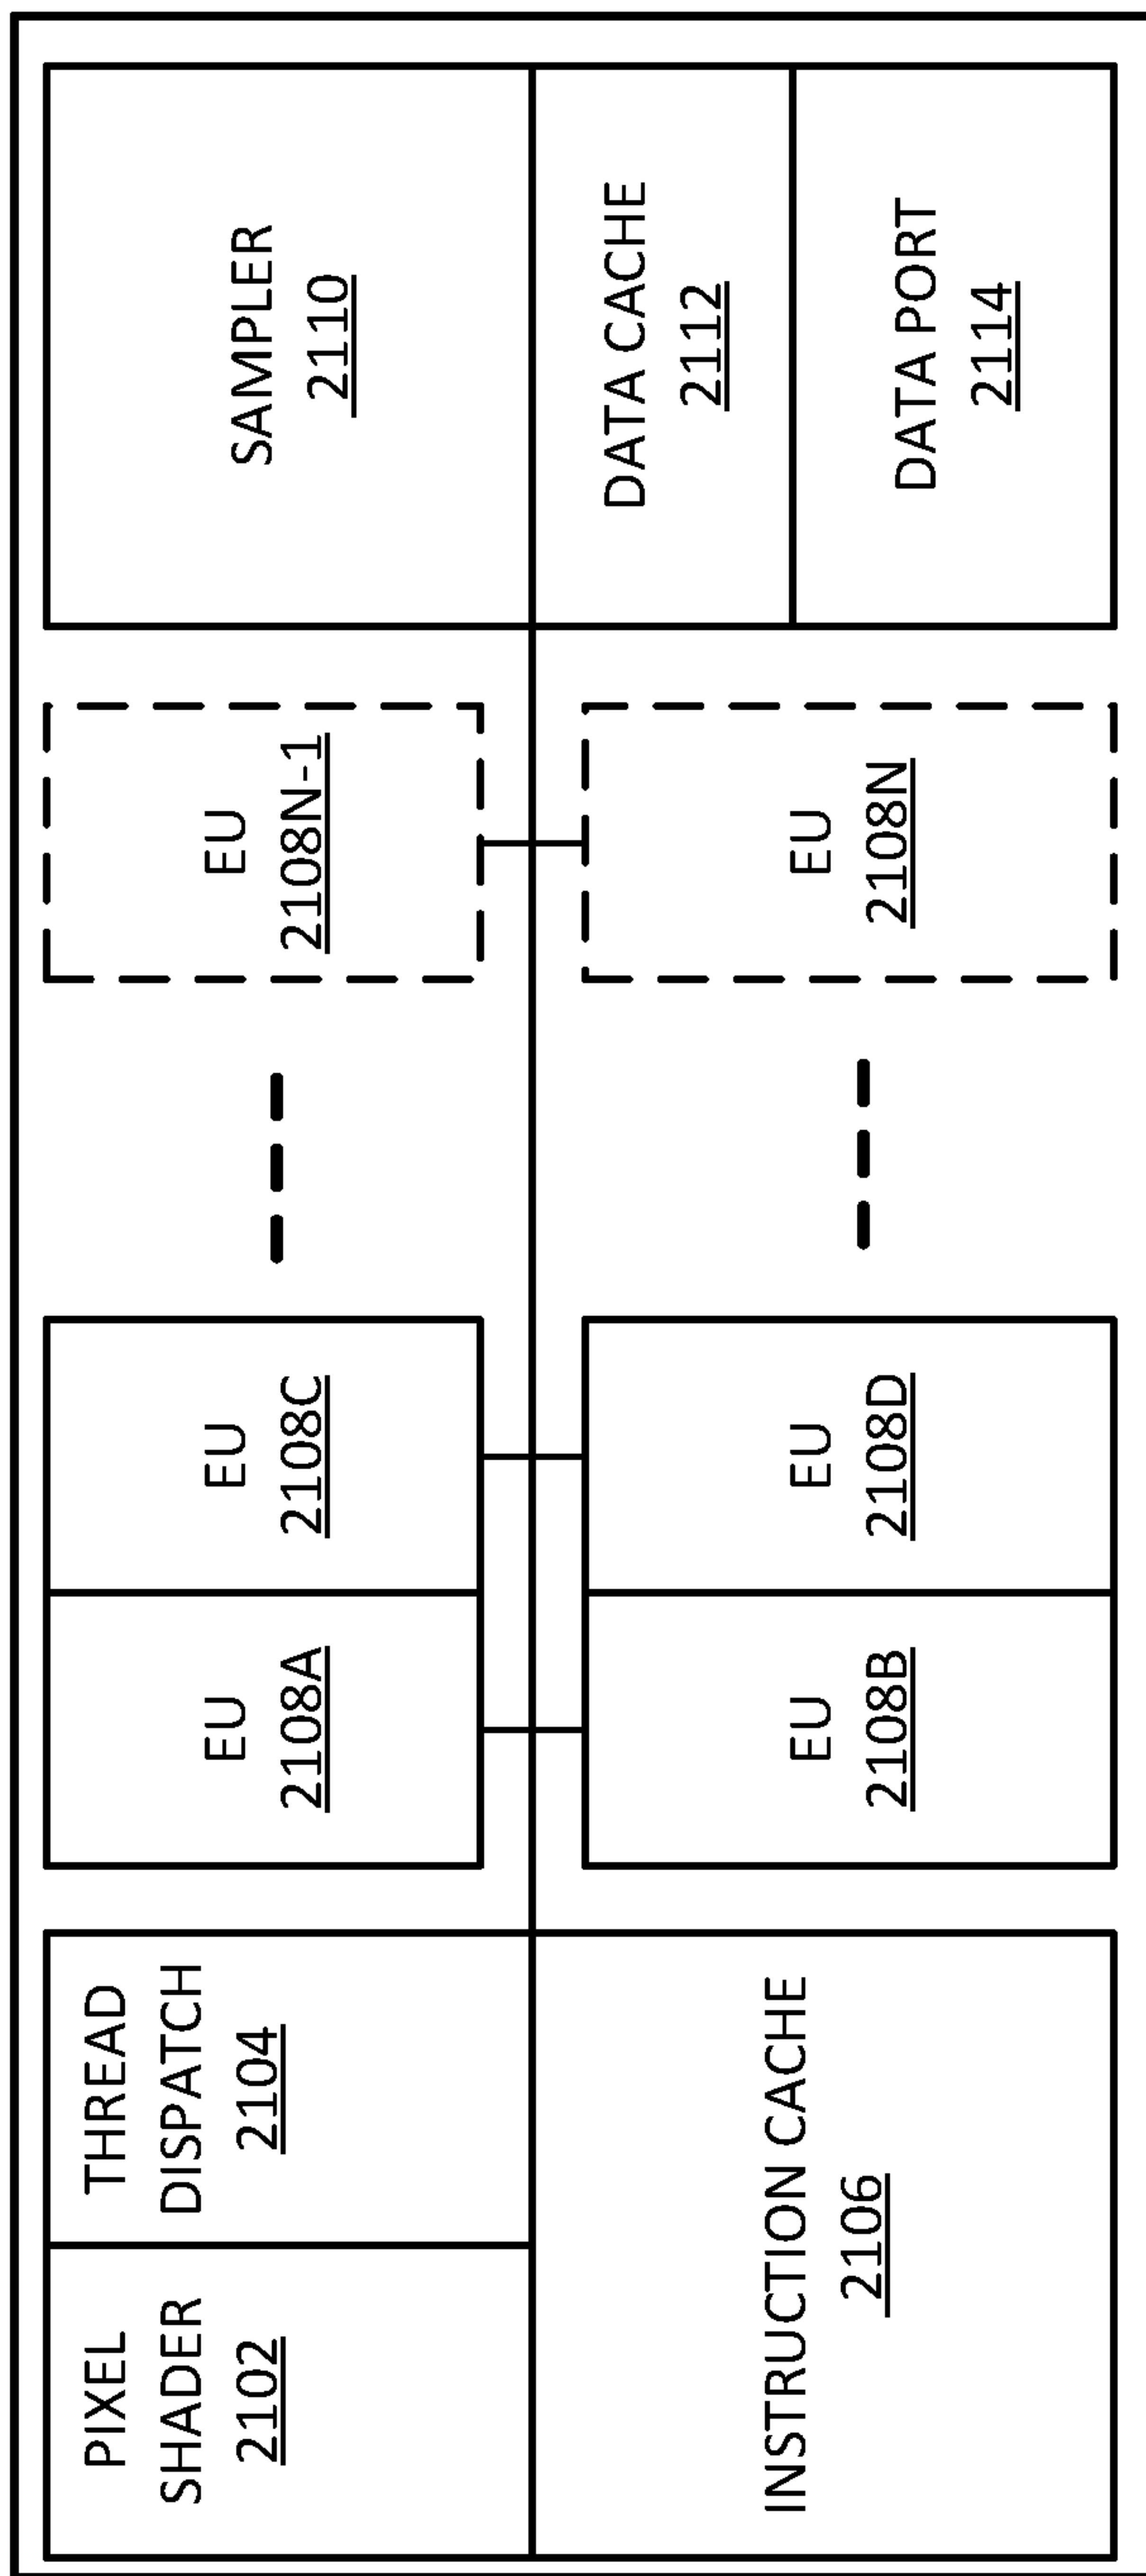 PIXEL
SHADER
2102
THREAD
DISPATCH
2104
INSTRUCTION CACHE
2106
EU
2108A
EU
2108C
EU
2108B
EU
2108D
EU
2108N-1
EU
2108N
SAMPLER
2110
DATA CACHE
2112
DATA PORT
2114